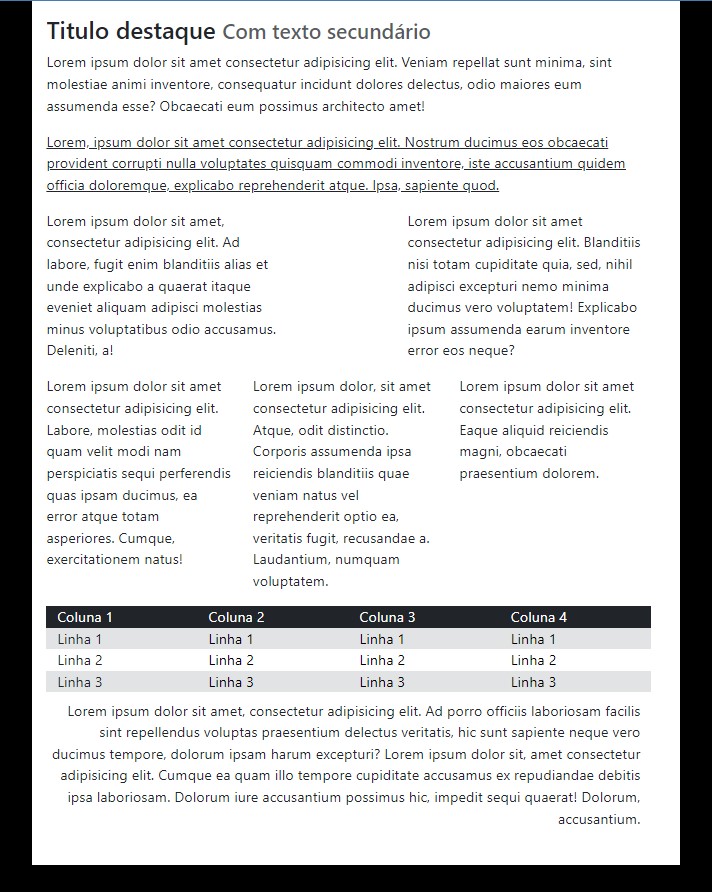 Titulo destaque Com texto secundário
Lorem ipsum dolor sit amet consectetur adipisicing elit. Veniam repellat sunt minima, sint
molestiae animi inventore, consequatur incidunt dolores delectus, odio maiores eum
assumenda esse? Obcaecati eum possimus architecto amet!
Lorem, ipsum dolor sit amet consectetur adipisicing elit. Nostrum ducimus eos obcaecati
provident corrupti nulla voluptates quisquam commodi inventore, iste accusantium quidem
officia doloremque, explicabo reprehenderit atque. Ipsa, sapiente quod.
Lorem ipsum dolor sit amet,
consectetur adipisicing elit. Ad
labore, fugit enim blanditiis alias et
unde explicabo a quaerat itaque
eveniet aliquam adipisci molestias
minus voluptatibus odio accusamus.
Deleniti, a!
Lorem ipsum dolor sit amet
consectetur adipisicing elit. Blanditiis
nisi totam cupiditate quia, sed, nihil
adipisci excepturi nemo minima
ducimus vero voluptatem! Explicabo
ipsum assumenda earum inventore
error eos neque?
Lorem ipsum dolor sit amet
consectetur adipisicing elit.
Labore, molestias odit id
quam velit modi nam
perspiciatis sequi perferendis
quas ipsam ducimus, ea
error atque totam
asperiores. Cumque,
exercitationem natus!
Lorem ipsum dolor, sit amet
consectetur adipisicing elit.
Atque, odit distinctio.
Corporis assumenda ipsa
reiciendis blanditiis quae
veniam natus vel
reprehenderit optio ea,
veritatis fugit, recusandae a.
Laudantium, numquam
voluptatem.
Lorem ipsum dolor sit amet
consectetur adipisicing elit.
Eaque aliquid reiciendis
magni, obcaecati
praesentium dolorem.
Coluna 1 Coluna 2 Coluna 3 Coluna 4
Linha 1 Linha 1 Linha 1 Linha 1
Linha 2 Linha 2 Linha 2 Linha 2
Linha 3 Linha 3 Linha 3 Linha 3
Lorem ipsum dolor sit amet, consectetur adipisicing elit. Ad porro officiis laboriosam facilis
sint repellendus voluptas praesentium delectus veritatis, hic sunt sapiente neque vero
ducimus tempore, dolorum ipsam harum excepturi? Lorem ipsum dolor sit, amet consectetur
adipisicing elit. Cumque ea quam illo tempore cupiditate accusamus ex repudiandae debitis
ipsa laboriosam. Dolorum iure accusantium possimus hic, impedit sequi quaerat! Dolorum,
accusantium.